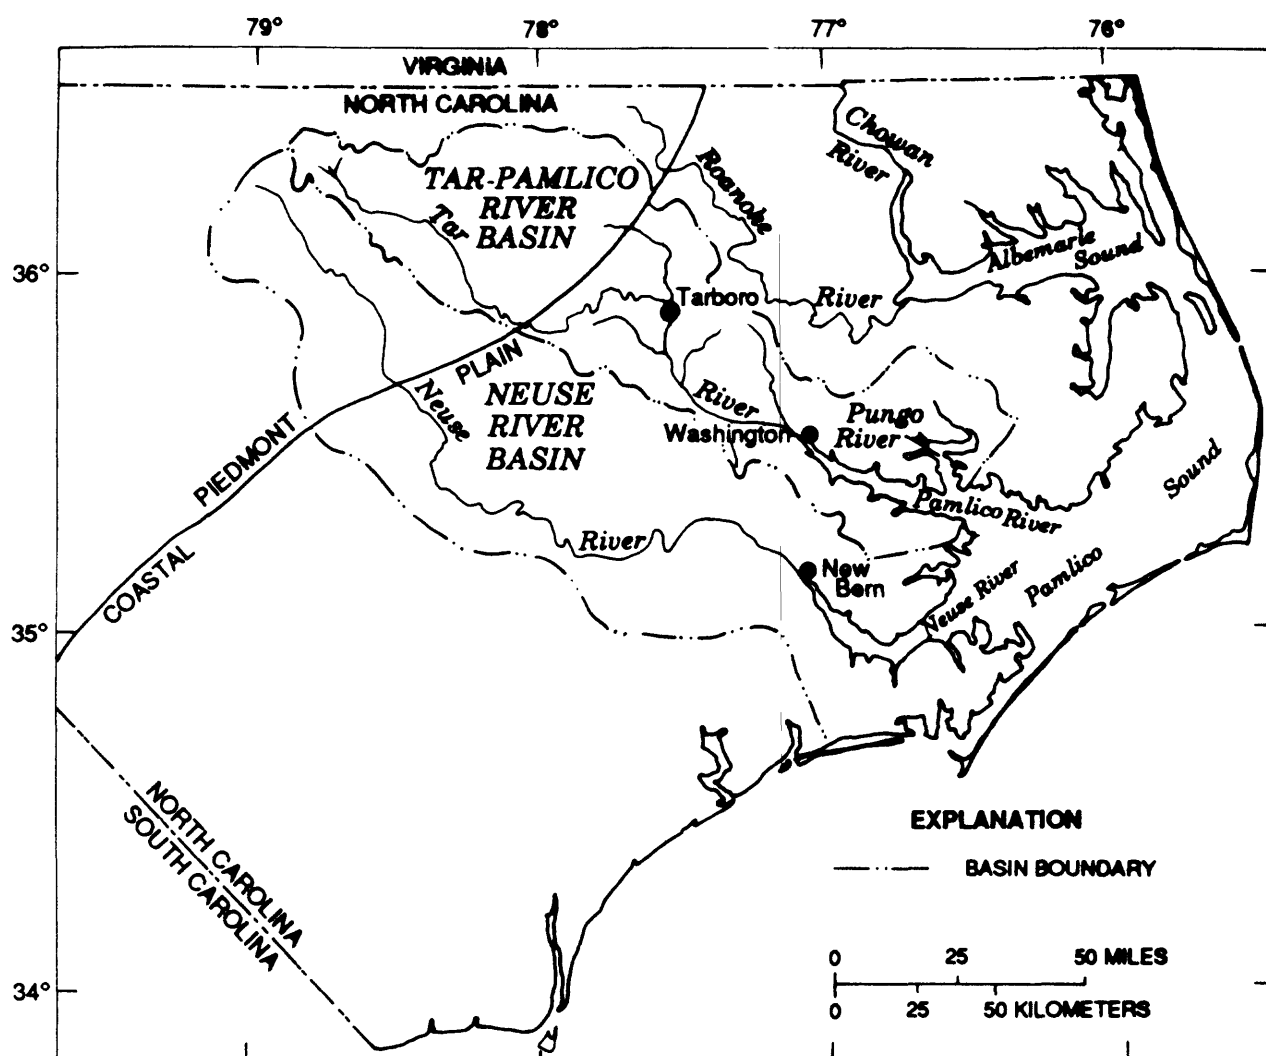 79°
78°
77°
76°
VIRGINIA
NORTH CAROLINA
Chowan
River
Roanoke
River
TAR-PAMLICO
RIVER
BASIN
Tar
Albemarle
Sound
36°
Tarboro
PLAIN
PIEDMONT
COASTAL
Neuse
NEUSE
RIVER
BASIN
River
Washington
Pungo
River
Sound
Pamlico River
River
New
Bern
Neuse River
Pamlico
35°
NORTH CAROLINA
SOUTH CAROLINA
EXPLANATION
BASIN BOUNDARY
0 25 50 MILES
0 25 50 KILOMETERS
34°